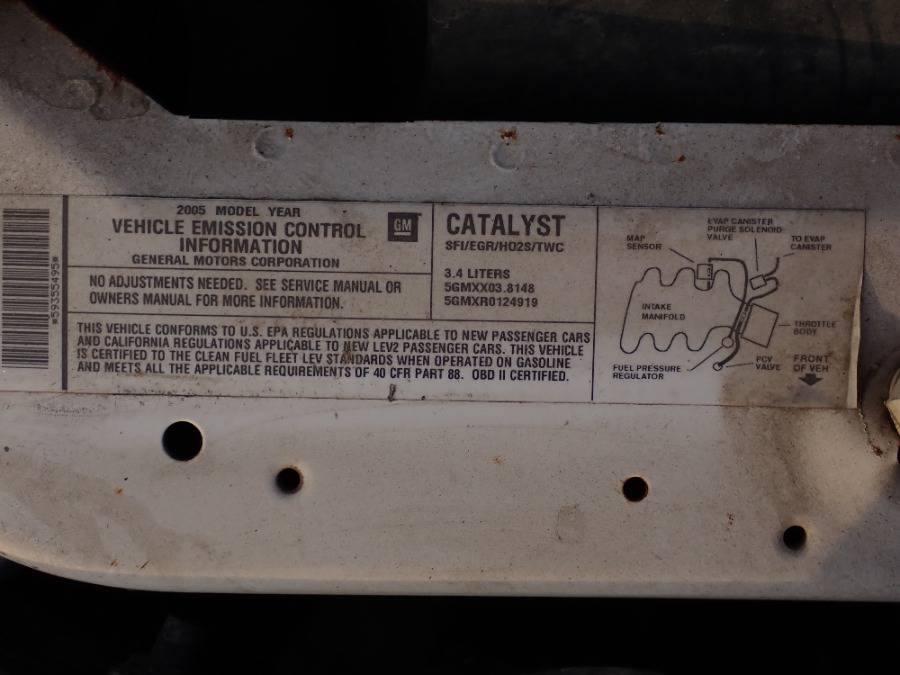 *59355495*
2005 MODEL YEAR
VEHICLE EMISSION CONTROL
INFORMATION
GENERAL MOTORS CORPORATION
GM
NO ADJUSTMENTS NEEDED. SEE SERVICE MANUAL OR
OWNERS MANUAL FOR MORE INFORMATION.
CATALYST
SFI/EGR/HO2S/TWC
3.4 LITERS
5GMXX03.8148
5GMXR0124919
THIS VEHICLE CONFORMS TO U.S. EPA REGULATIONS APPLICABLE TO NEW PASSENGER CARS
AND CALIFORNIA REGULATIONS APPLICABLE TO NEW LEV2 PASSENGER CARS. THIS VEHICLE
IS CERTIFIED TO THE CLEAN FUEL FLEET LEV STANDARDS WHEN OPERATED ON GASOLINE
AND MEETS ALL THE APPLICABLE REQUIREMENTS OF 40 CFR PART 88. OBD II CERTIFIED.
MAP
SENSOR
EVAP CANISTER
PURGE SOLENOID
VALVE
TO EVAP
CANISTER
INTAKE
MANIFOLD
THROTTLE
BODY
FUEL PRESSURE
REGULATOR
PCV
VALVE
FRONT
OF VEH